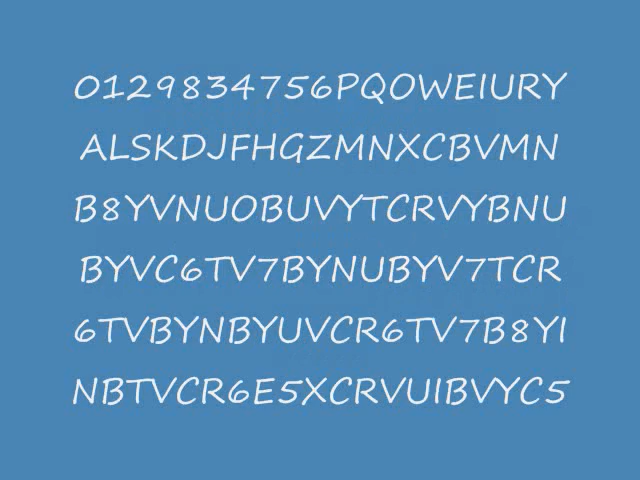 0129834756PQOWEIURY
ALSKDJFHGZMNXCBVMN
B8YVNUOBUVYTCRVYBNU
BYVC6TV7BYNUBYV7TCR
6TVBYNBYUVCR6TV7B8YI
NBTVCR6E5XCRVUIBVYC5